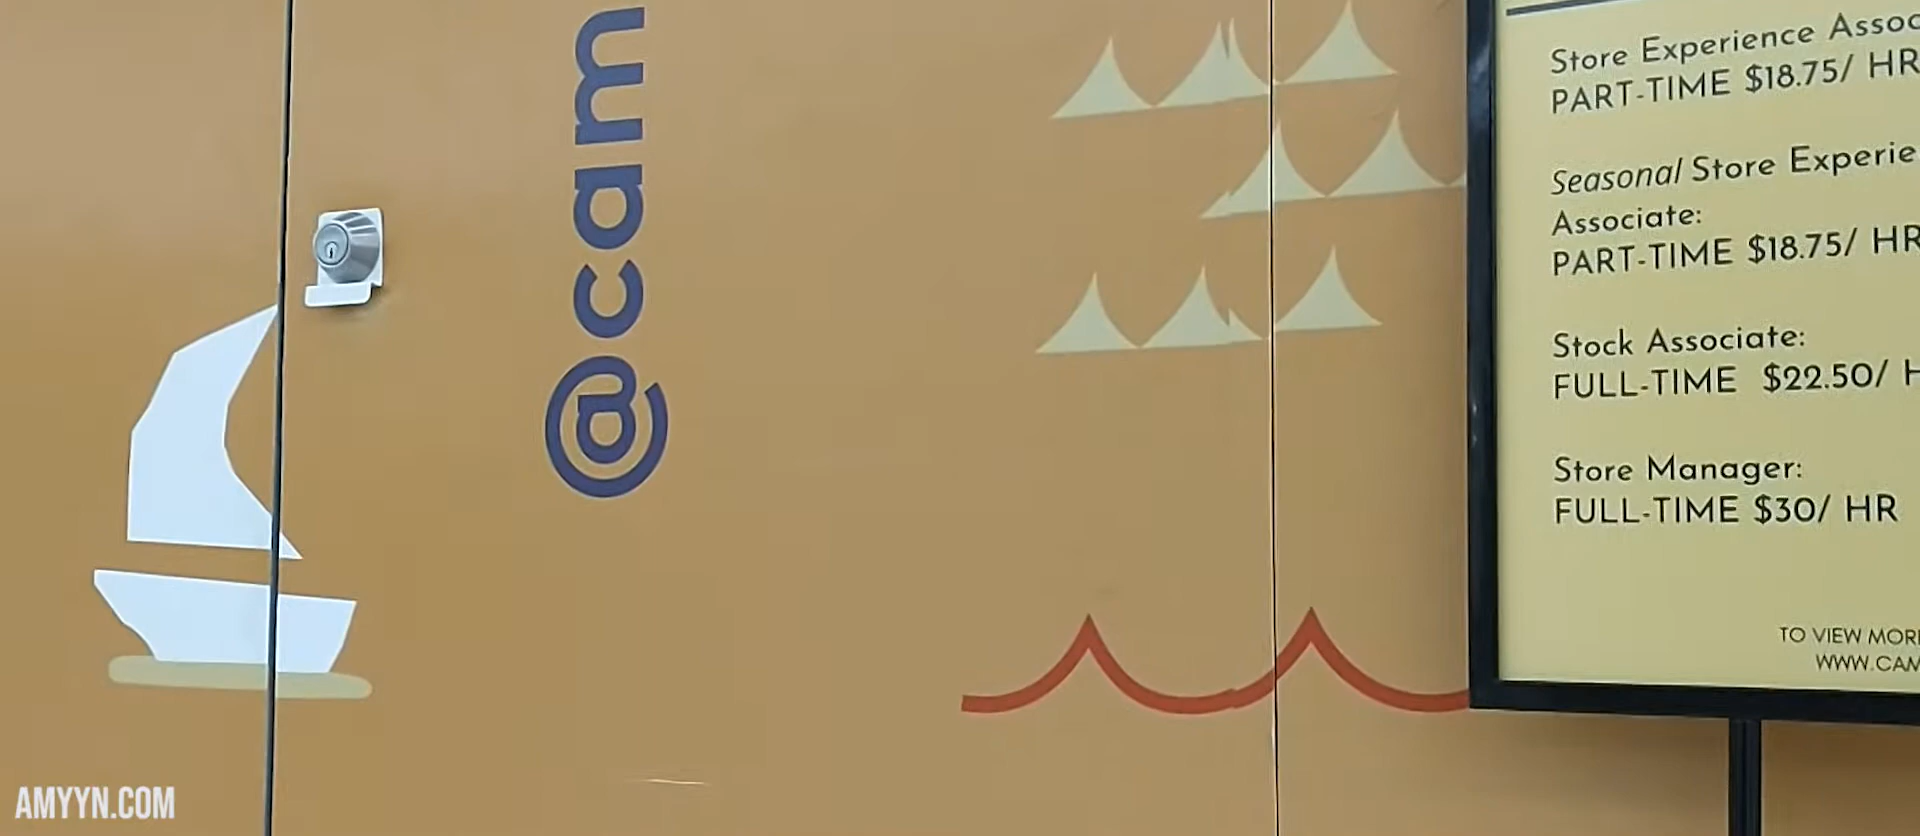 @cam
Store Experience Assoc
PART-TIME $18.75/ HR
Seasonal Store Experie
Associate:
PART-TIME $18.75/ HR
Stock Associate:
FULL-TIME $22.50/ H
Store Manager:
FULL-TIME $30/ HR
TO VIEW MOR
WWW.CAM
AMYYN.COM